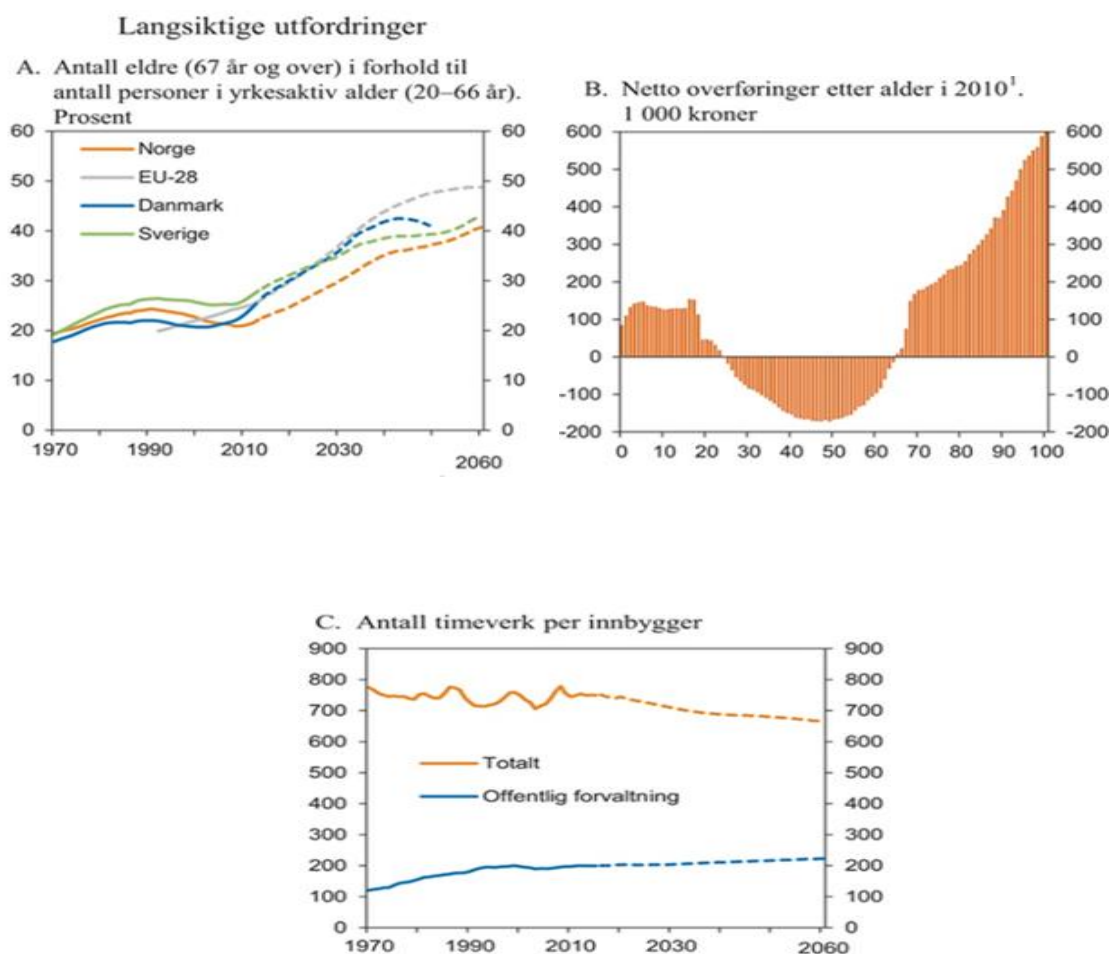 Langsiktige utfordringer
A. Antall eldre (67 år og over) i forhold til
antall personer i yrkesaktiv alder (20–66 år).
Prosent
60 60
50 50
40 40
30 30
20 20
10 10
0 0
Norge
EU-28
Danmark
Sverige
1970 1990 2010 2030 2060
B. Netto overføringer etter alder i 2010¹.
1 000 kroner
600 600
500 500
400 400
300 300
200 200
100 100
0 0
-100 -100
-200 -200
0 10 20 30 40 50 60 70 80 90 100
C. Antall timeverk per innbygger
900 900
800 800
700 700
600 600
500 500
400 400
300 300
200 200
100 100
0 0
Totalt
Offentlig forvaltning
1970 1990 2010 2030 2060